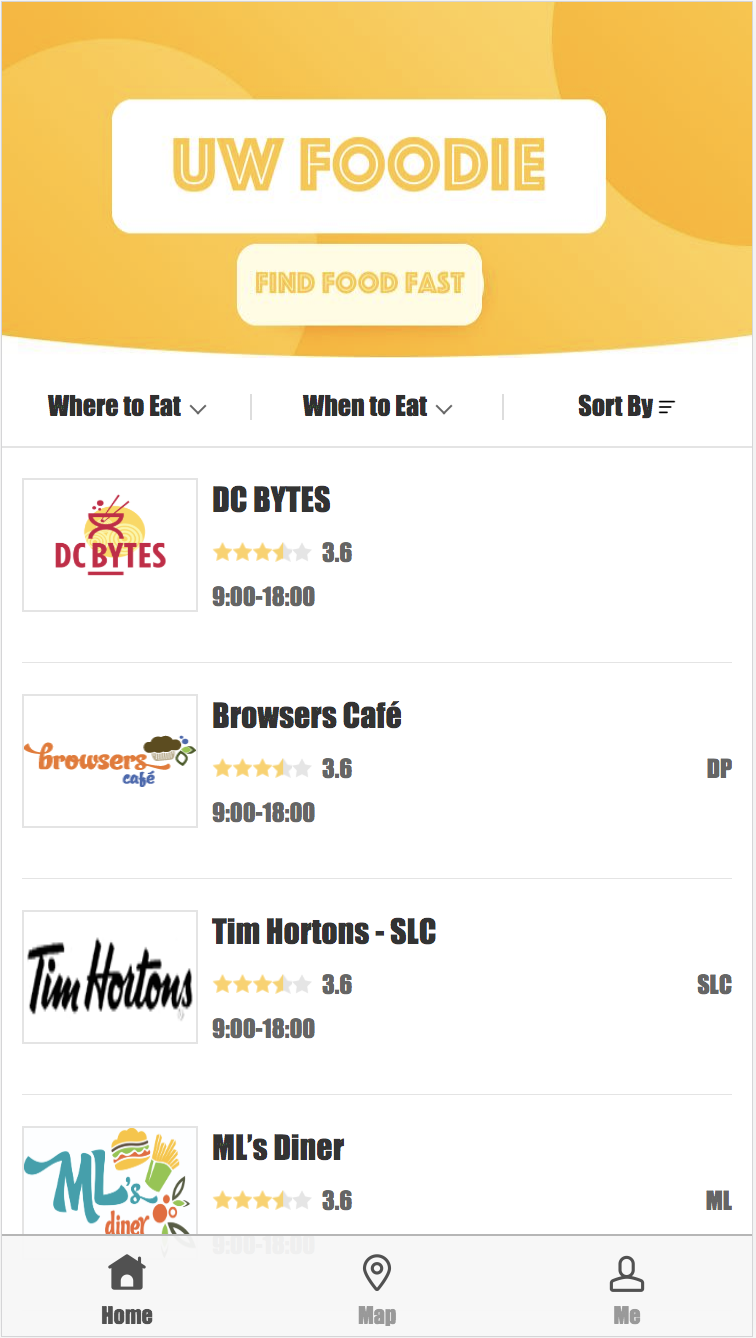 UW FOODIE
FIND FOOD FAST
Where to Eat
When to Eat
Sort By
DC BYTES
DC BYTES
3.6
9:00-18:00
browsers
café
Browsers Café
3.6
DP
9:00-18:00
Tim Hortons
Tim Hortons - SLC
3.6
SLC
9:00-18:00
ML's
diner
ML’s Diner
3.6
ML
9:00-18:00
Home
Map
Me